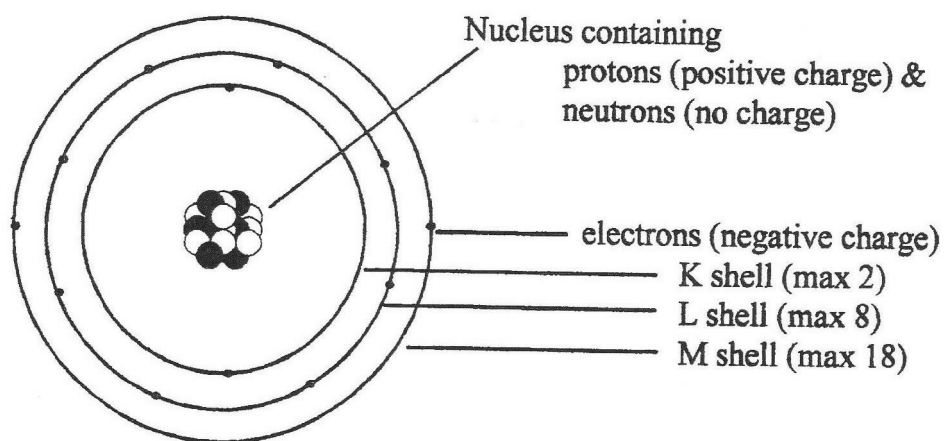 Nucleus containing
protons (positive charge) &
neutrons (no charge)
electrons (negative charge)
K shell (max 2)
L shell (max 8)
M shell (max 18)